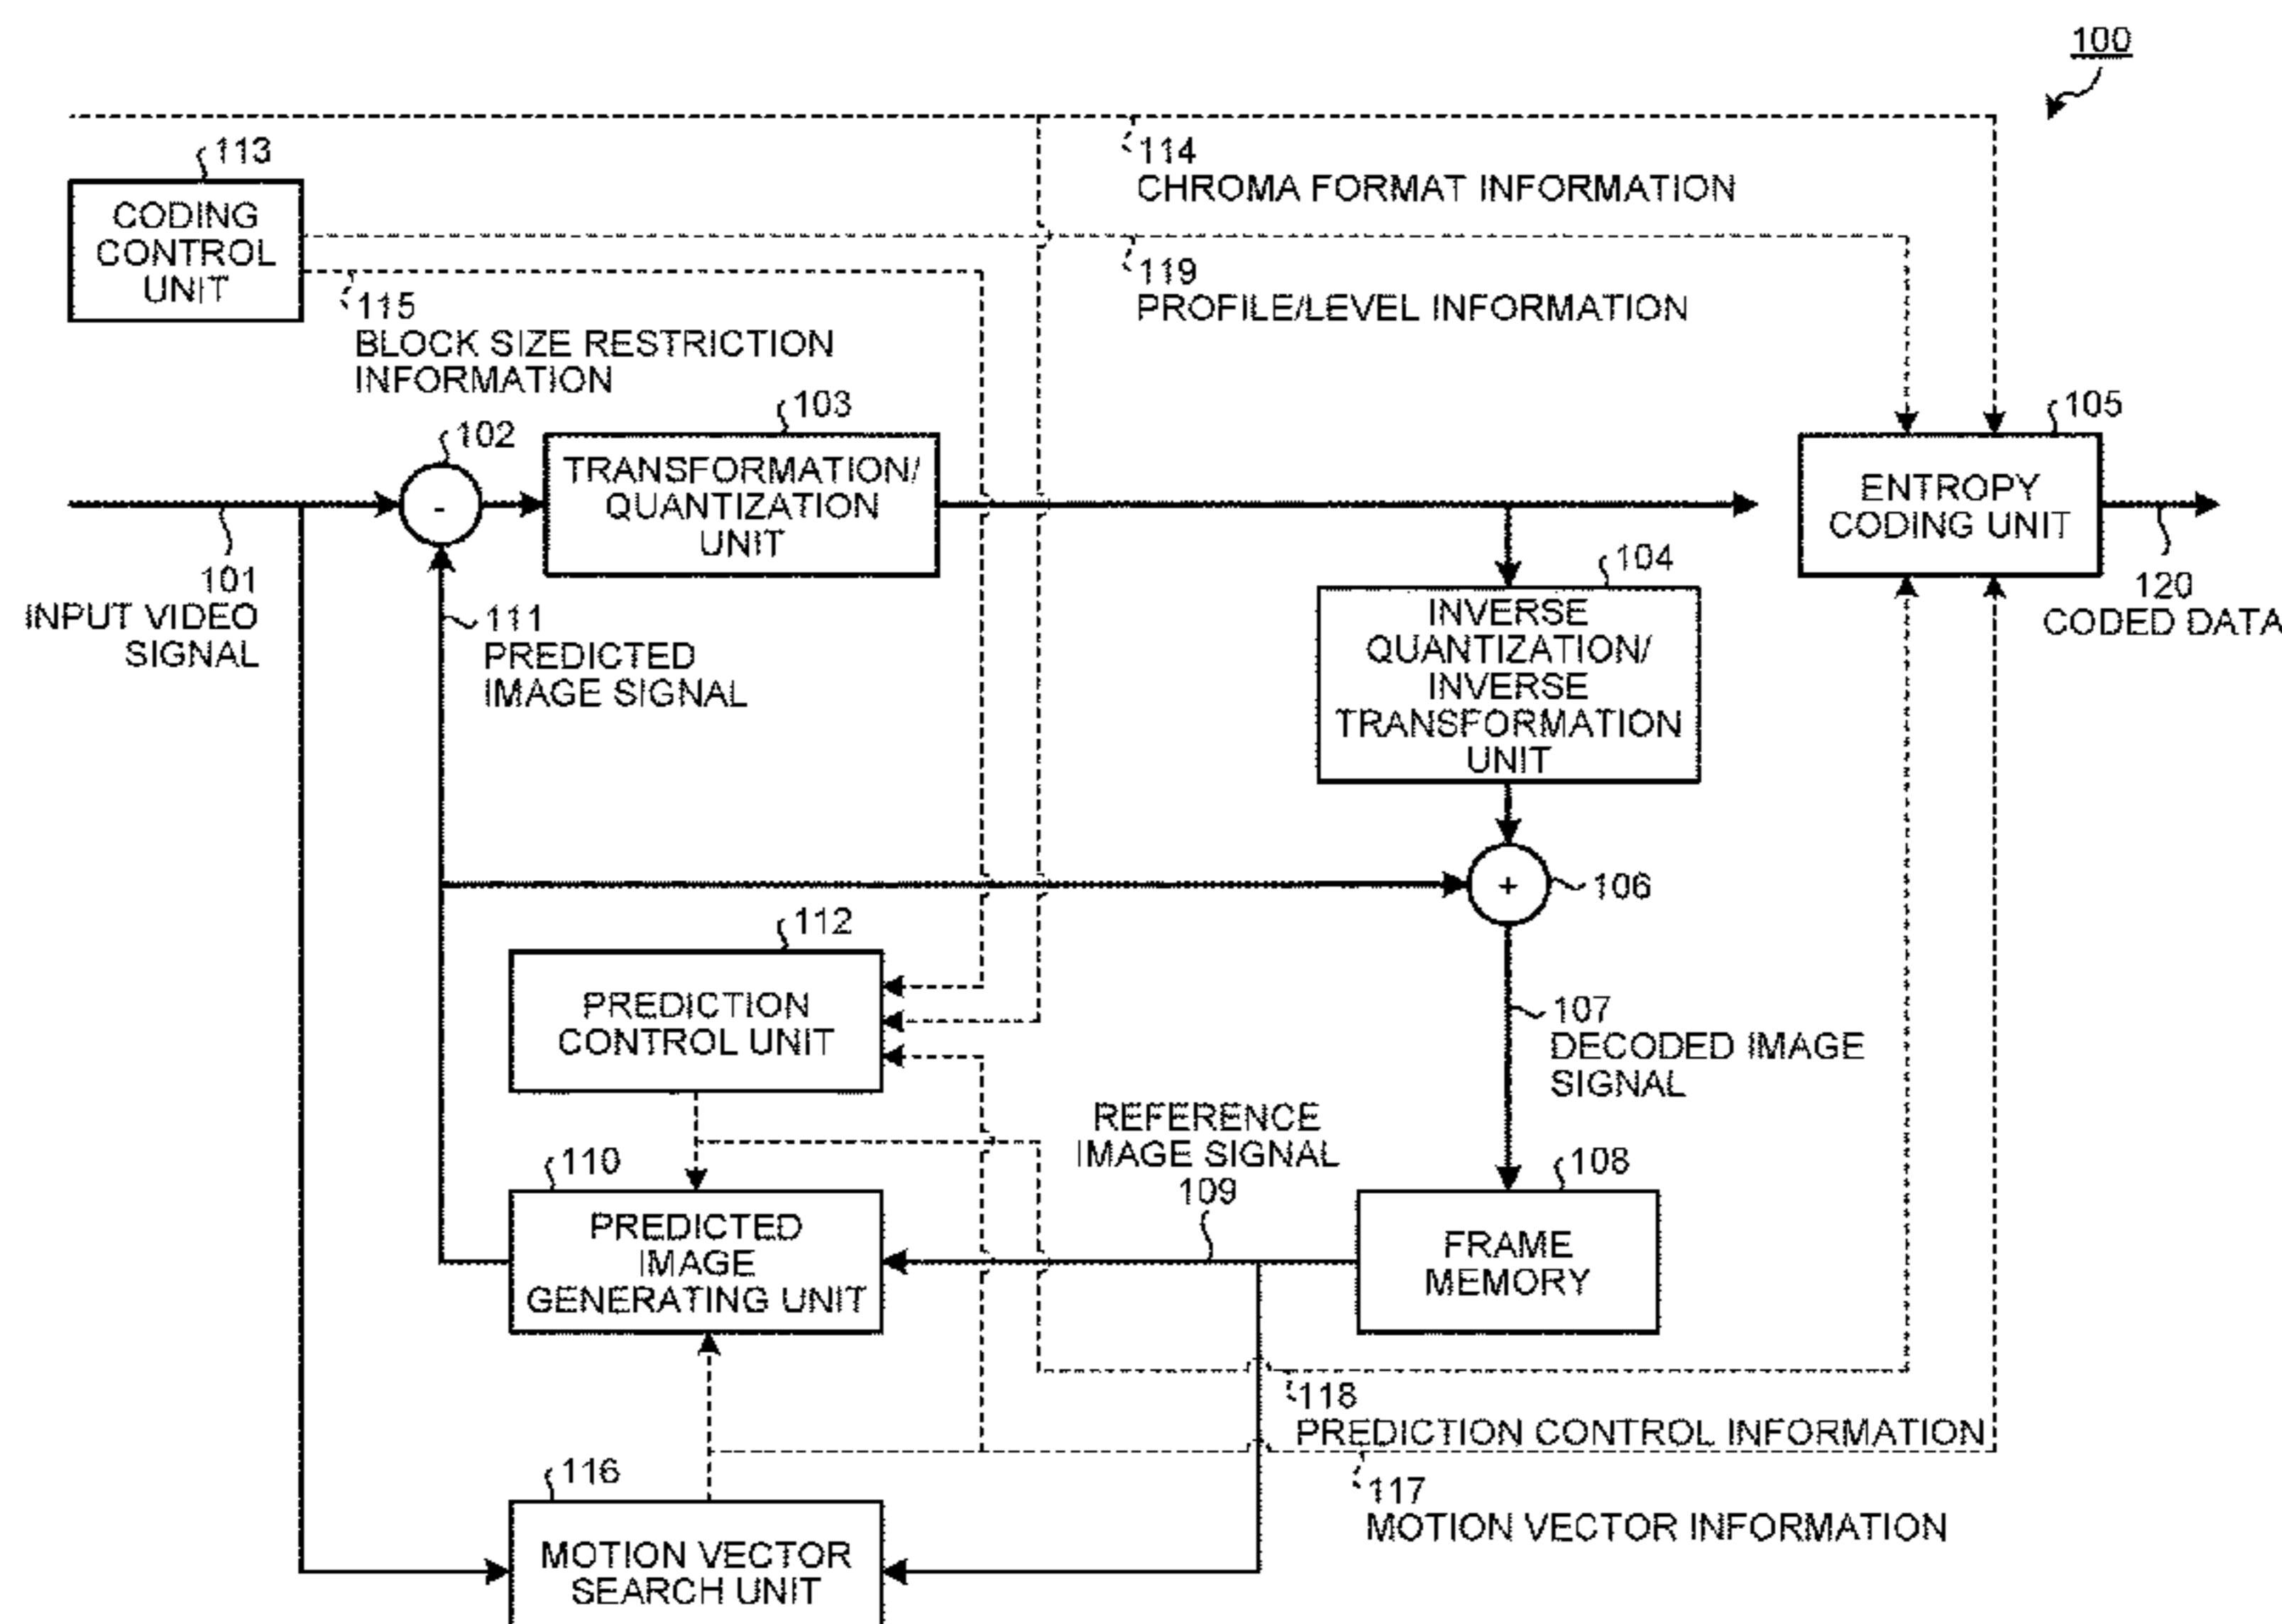 100
113
CODING
CONTROL
UNIT
114
CHROMA FORMAT INFORMATION
119
PROFILE/LEVEL INFORMATION
115
BLOCK SIZE RESTRICTION
INFORMATION
102
-
103
TRANSFORMATION/
QUANTIZATION
UNIT
105
ENTROPY
CODING UNIT
101
INPUT VIDEO
SIGNAL
111
PREDICTED
IMAGE SIGNAL
104
INVERSE
QUANTIZATION/
INVERSE
TRANSFORMATION
UNIT
120
CODED DATA
+
106
112
PREDICTION
CONTROL UNIT
107
DECODED IMAGE
SIGNAL
REFERENCE
IMAGE SIGNAL
109
110
PREDICTED
IMAGE
GENERATING UNIT
108
FRAME
MEMORY
118
PREDICTION CONTROL INFORMATION
117
MOTION VECTOR INFORMATION
116
MOTION VECTOR
SEARCH UNIT